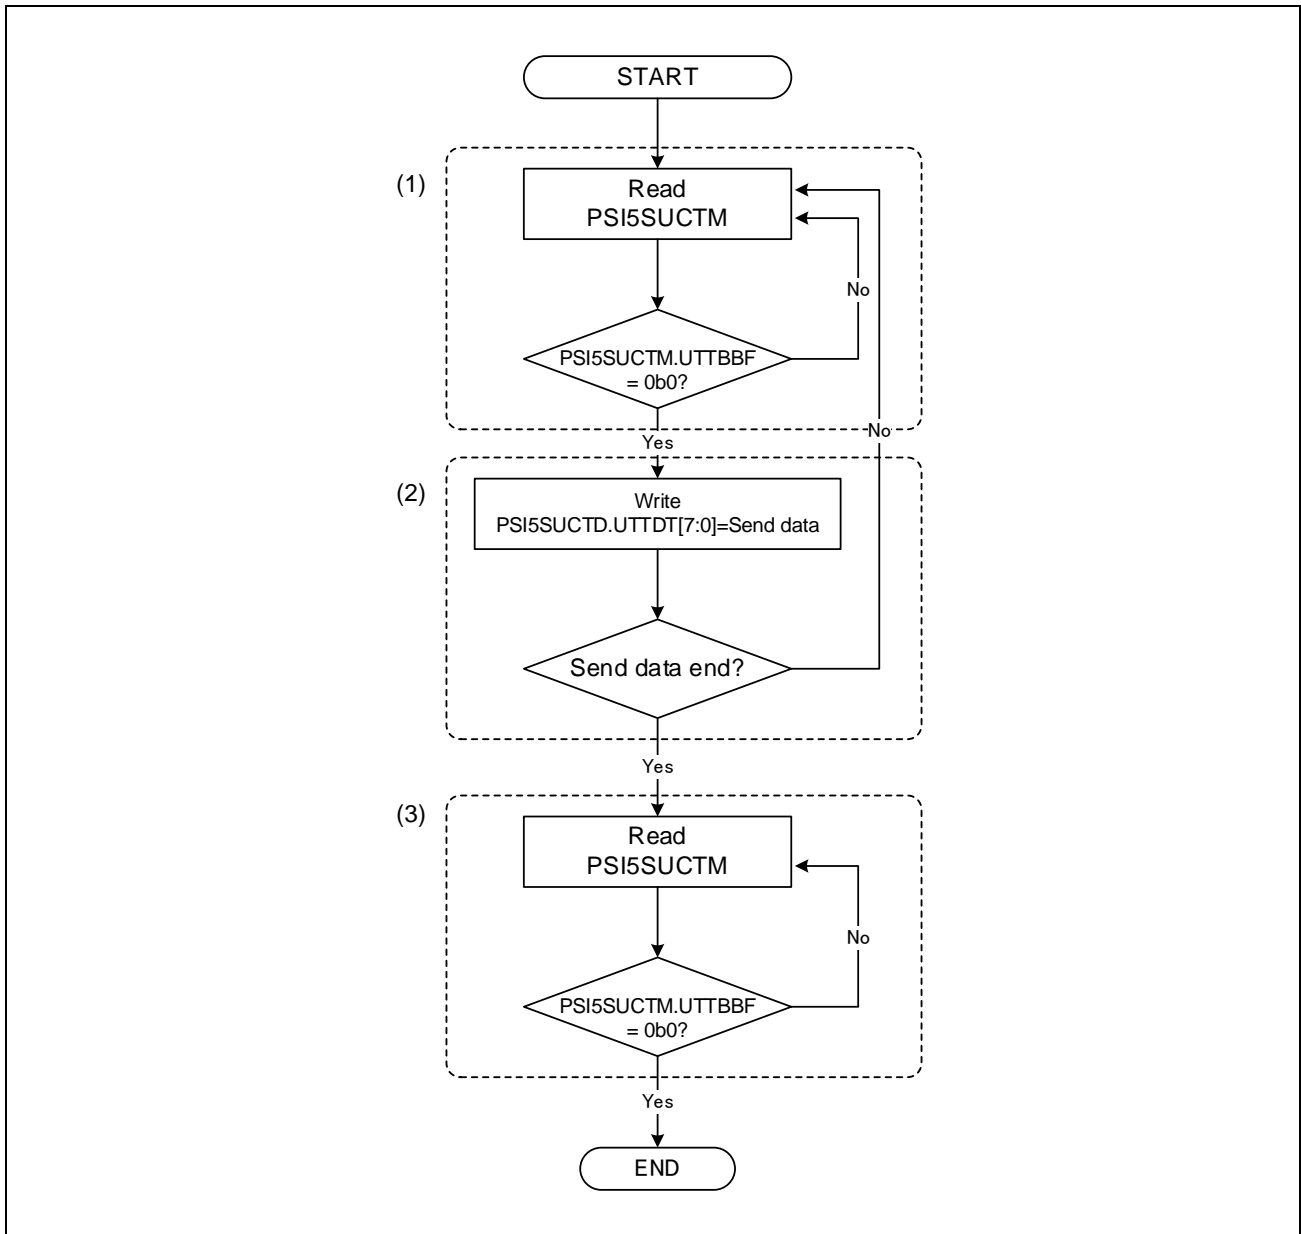 START
(1)
Read
PSI5SUCTM
No
PSI5SUCTM.UTTBBF
= 0b0?
No
Yes
(2)
Write
PSI5SUCTD.UTTDT[7:0]=Send data
Send data end?
Yes
(3)
Read
PSI5SUCTM
No
PSI5SUCTM.UTTBBF
= 0b0?
Yes
END